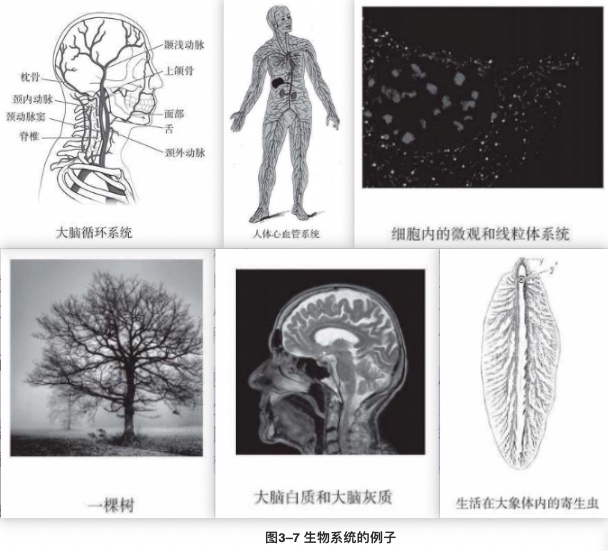 颞浅动脉
上颌骨
枕骨
颈内动脉
颈动脉窦
脊椎
面部
舌
颈外动脉
大脑循环系统
人体心血管系统
细胞内的微观和线粒体系统
一棵树
大脑白质和大脑灰质
生活在大象体内的寄生虫
图3–7 生物系统的例子